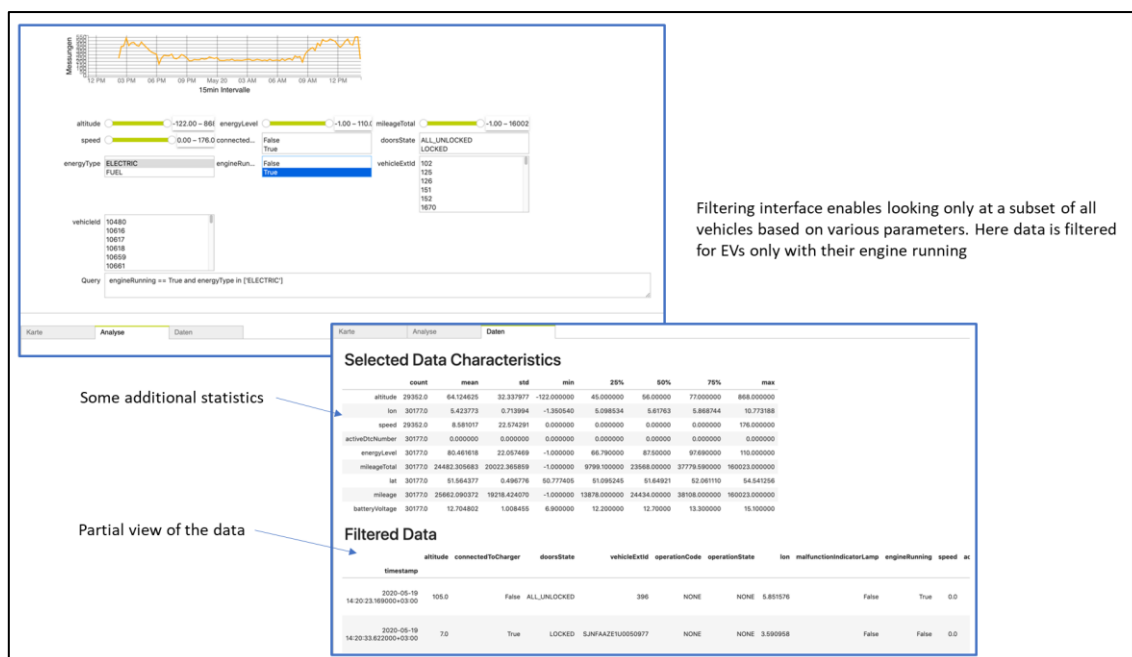 Messungen
12 PM 03 PM 06 PM 09 PM May 20 03 AM 06 AM 09 AM 12 PM
15min Intervalle
altitude -122.00 – 868 energyLevel -1.00 – 110.0 mileageTotal -1.00 – 16002
speed 0.00 – 176.0 connected... False True doorsState ALL_UNLOCKED LOCKED
energyType ELECTRIC FUEL engineRun... False True vehicleExtId 102
125
126
151
152
1670
vehicleId 10480
10616
10617
10618
10659
10661
Query engineRunning == True and energyType in ['ELECTRIC']
Karte Analyse Daten
Filtering interface enables looking only at a subset of all
vehicles based on various parameters. Here data is filtered
for EVs only with their engine running
Some additional statistics
Partial view of the data
Karte Analyse Daten
Selected Data Characteristics
count mean std min 25% 50% 75% max
altitude 29352.0 64.124625 32.337977 -122.000000 45.000000 56.00000 77.000000 868.000000
lon 30177.0 5.423773 0.713994 -1.350540 5.098534 5.61763 5.868744 10.773188
speed 29352.0 8.581017 22.574291 0.000000 0.000000 0.00000 0.000000 176.000000
activeDtcNumber 30177.0 0.000000 0.000000 0.000000 0.000000 0.00000 0.000000 0.000000
energyLevel 30177.0 80.461618 22.057469 -1.000000 66.790000 87.50000 97.690000 110.000000
mileageTotal 30177.0 24482.305683 20022.365859 -1.000000 9799.100000 23568.00000 37779.590000 160023.000000
lat 30177.0 51.564377 0.496776 50.777405 51.095245 51.64921 52.061110 54.541256
mileage 30177.0 25662.090372 19218.424070 -1.000000 13878.000000 24434.00000 38108.000000 160023.000000
batteryVoltage 30177.0 12.704802 1.008455 6.900000 12.200000 12.70000 13.300000 15.100000
Filtered Data
altitude connectedToCharger doorsState vehicleExtId operationCode operationState lon malfunctionIndicatorLamp engineRunning speed ac
timestamp
2020-05-19
14:20:23.169000+03:00 105.0 False ALL_UNLOCKED 396 NONE NONE 5.851576 False True 0.0
2020-05-19
14:20:33.822000+03:00 7.0 True LOCKED SJNFAAZE1U0050977 NONE NONE 3.590958 False False 0.0